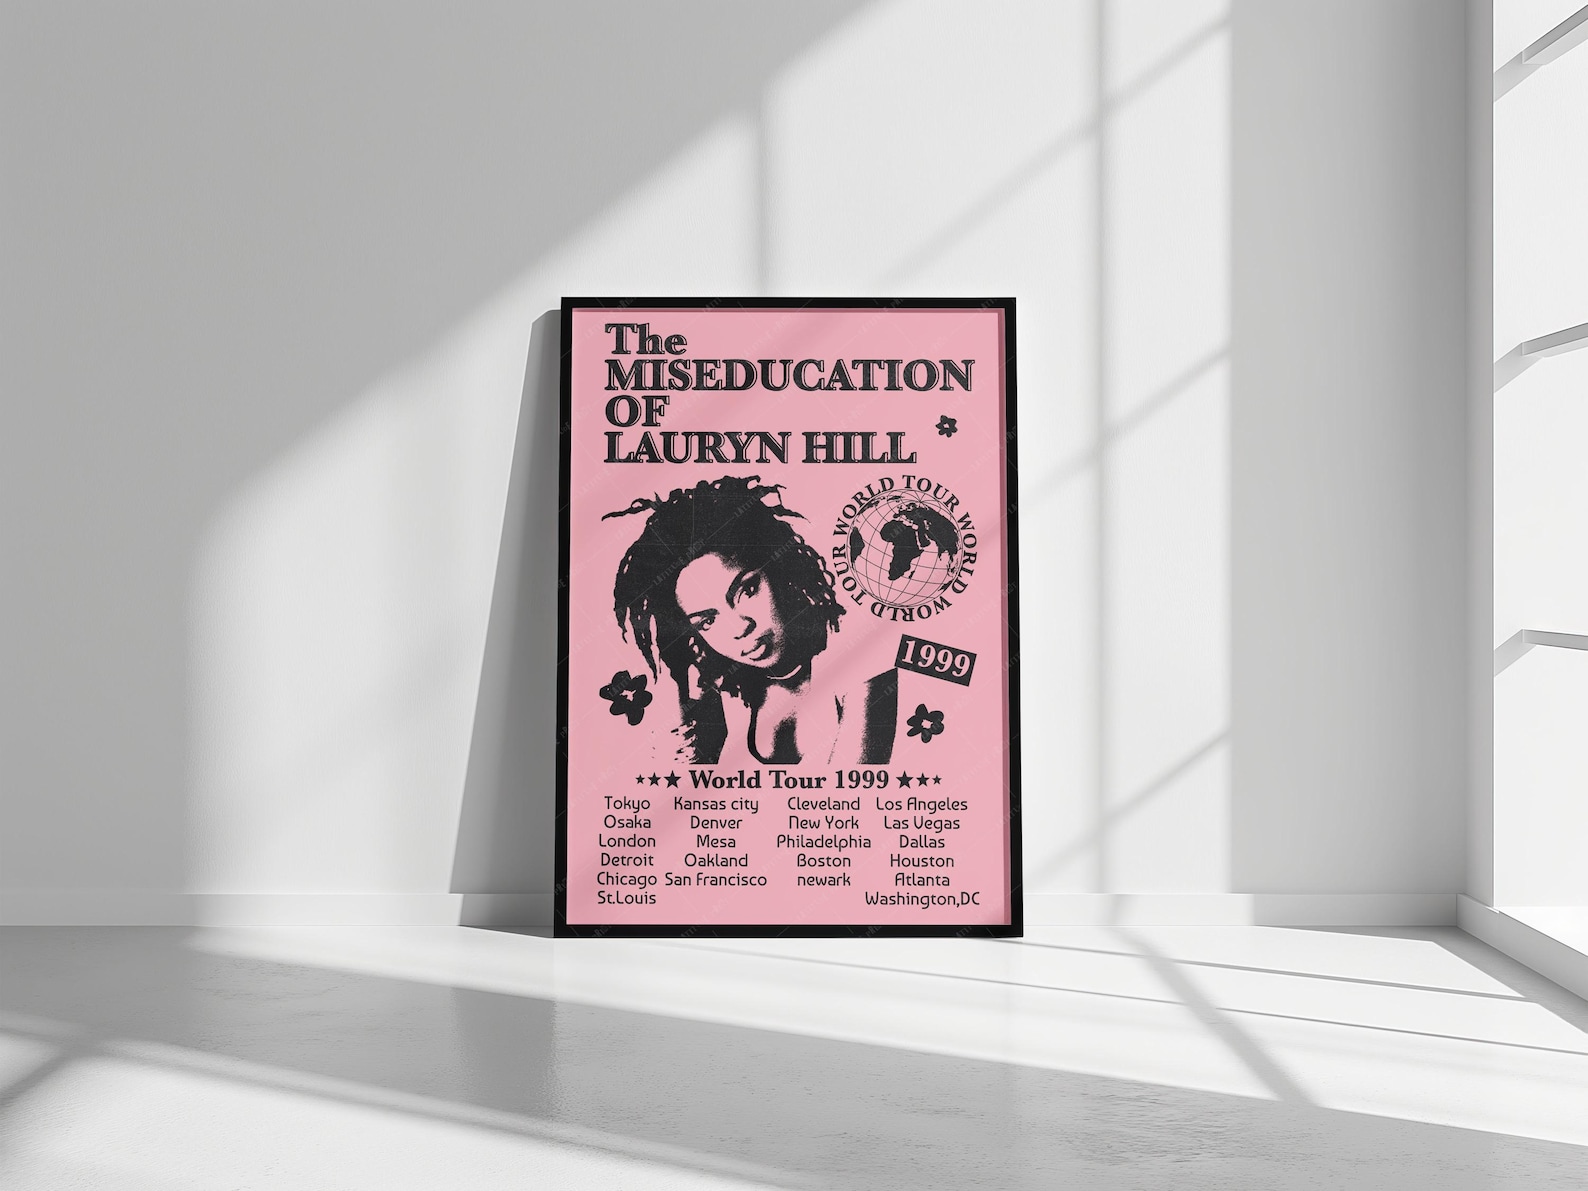 The
MISEDUCATION
OF
LAURYN HILL
WORLD TOUR WORLD WORLD TOUR
1999
★★★ World Tour 1999 ★★★
Tokyo Kansas city Cleveland Los Angeles
Osaka Denver New York Las Vegas
London Mesa Philadelphia Dallas
Detroit Oakland Boston Houston
Chicago San Francisco newark Atlanta
St.Louis Washington,DC